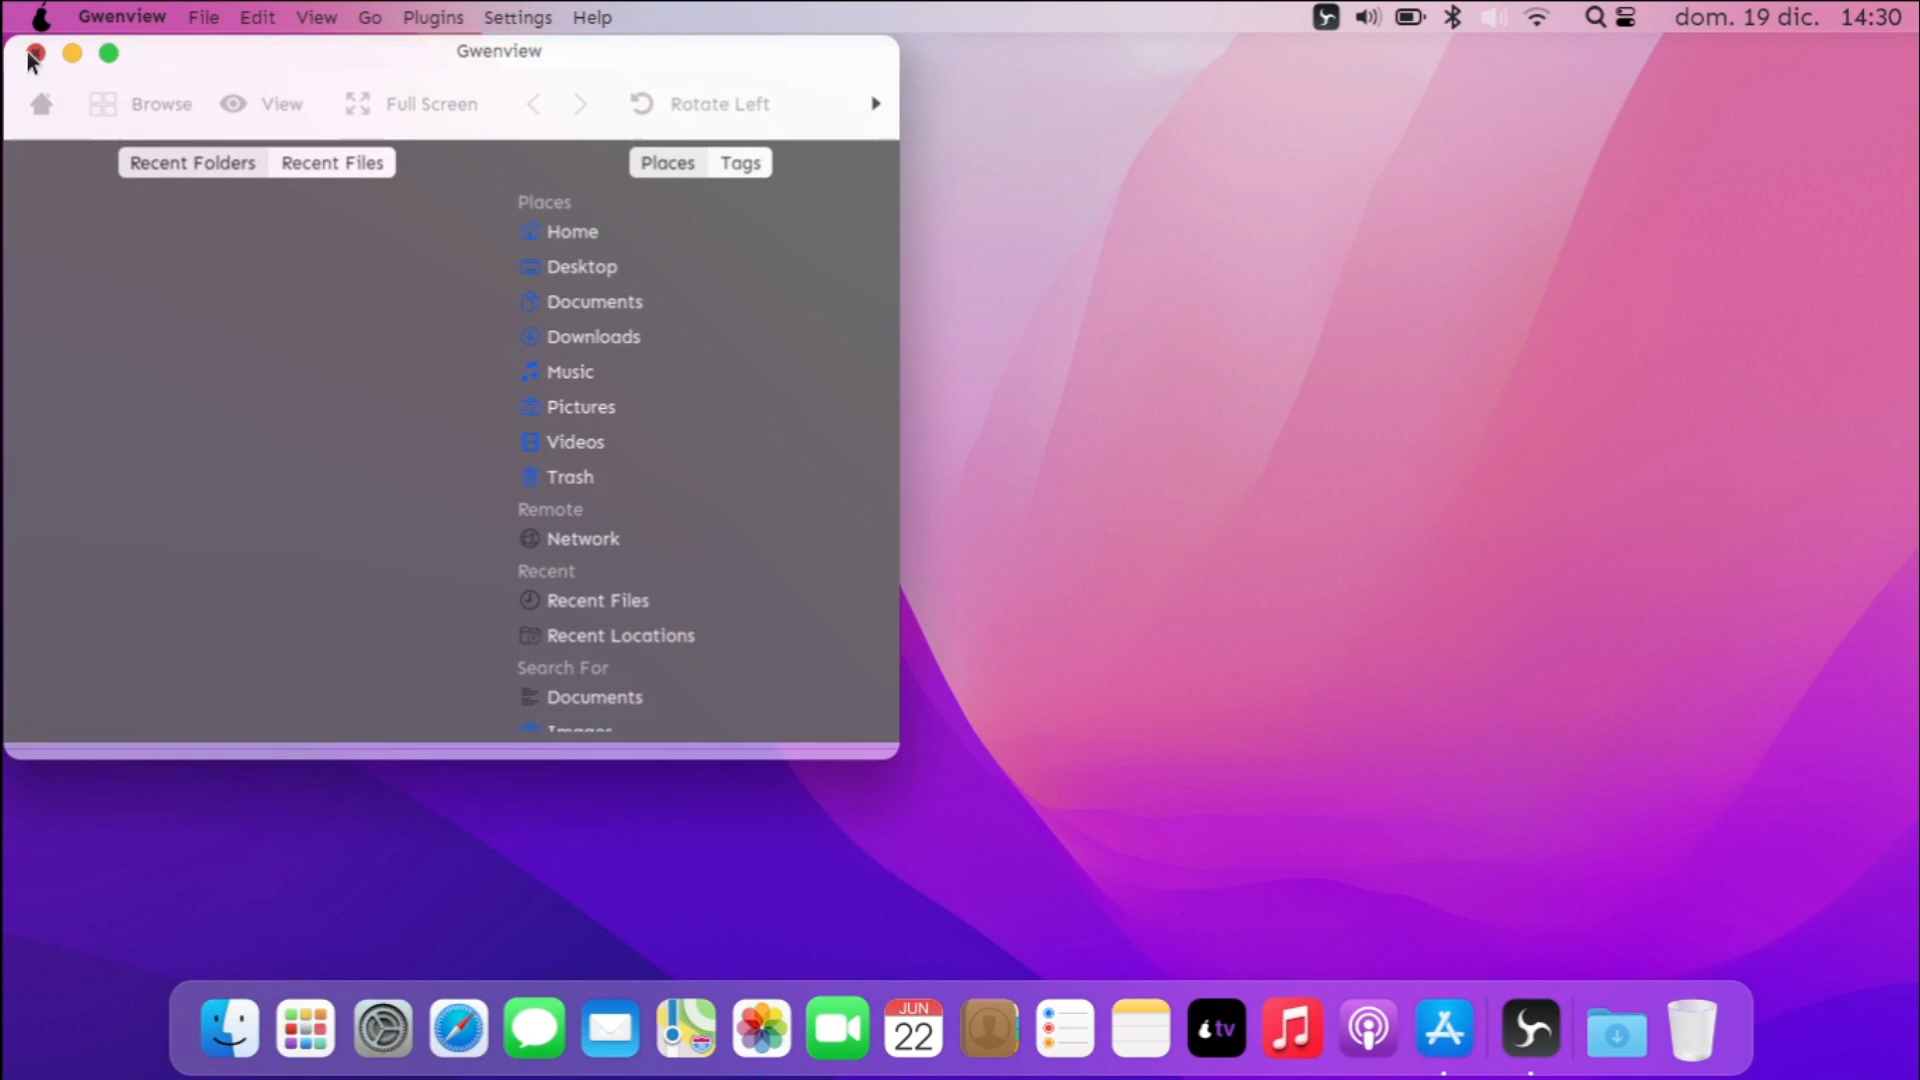 Gwenview File Edit View Go Plugins Settings Help dom. 19 dic. 14:30
Gwenview
Browse View Full Screen Rotate Left
Recent Folders Recent Files
Places Tags
Places
Home
Desktop
Documents
Downloads
Music
Pictures
Videos
Trash
Remote
Network
Recent
Recent Files
Recent Locations
Search For
Documents
Images
JUN
22
tv